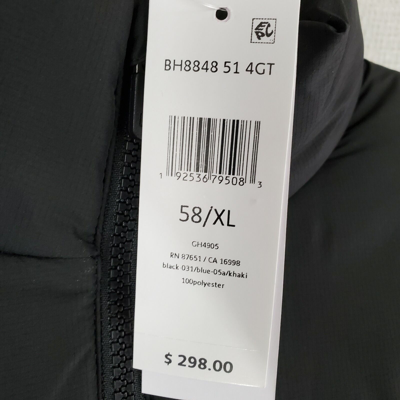 BH8848 51 4GT
1 92536 79508 3
58/XL
GH4905
RN 87651 / CA 16998
black 031/blue-05a/khaki
100polyester
$ 298.00